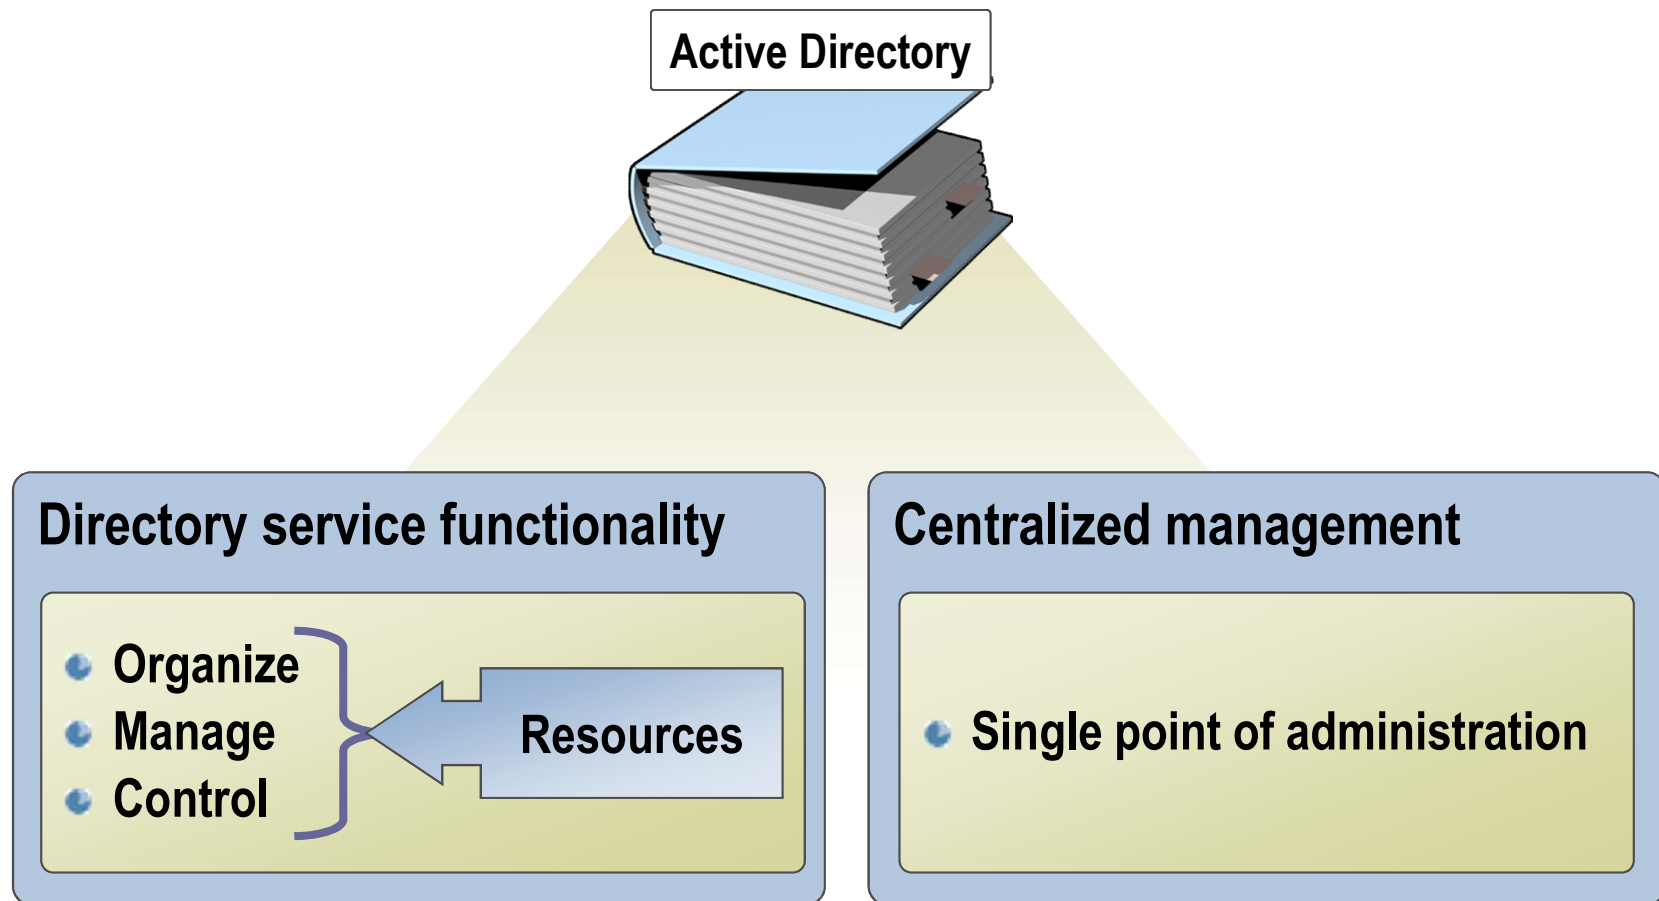 Active Directory
Directory service functionality
Organize
Manage
Control
Resources
Centralized management
Single point of administration